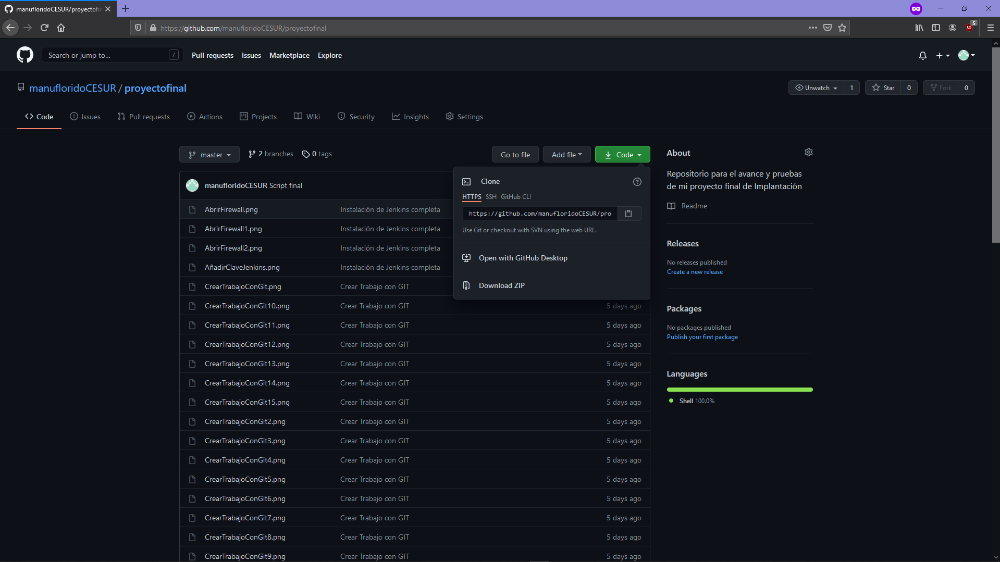 manufloridoCESUR/proyectofin
https://github.com/manufloridoCESUR/proyectofinal
5
Search or jump to...
/
Pull requests
Issues
Marketplace
Explore
manufloridoCESUR / proyectofinal
Unwatch
1
Star
0
Fork
0
Code
Issues
Pull requests
Actions
Projects
Wiki
Security
Insights
Settings
master
2 branches
0 tags
Go to file
Add file
Code
manufloridoCESUR Script final
AbrirFirewall.png Instalación de Jenkins completa
AbrirFirewall1.png Instalación de Jenkins completa
AbrirFirewall2.png Instalación de Jenkins completa
AñadirClaveJenkins.png Instalación de Jenkins completa
CrearTrabajoConGit.png Crear Trabajo con GIT
CrearTrabajoConGit10.png Crear Trabajo con GIT 5 days ago
CrearTrabajoConGit11.png Crear Trabajo con GIT 5 days ago
CrearTrabajoConGit12.png Crear Trabajo con GIT 5 days ago
CrearTrabajoConGit13.png Crear Trabajo con GIT 5 days ago
CrearTrabajoConGit14.png Crear Trabajo con GIT 5 days ago
CrearTrabajoConGit15.png Crear Trabajo con GIT 5 days ago
CrearTrabajoConGit2.png Crear Trabajo con GIT 5 days ago
CrearTrabajoConGit3.png Crear Trabajo con GIT 5 days ago
CrearTrabajoConGit4.png Crear Trabajo con GIT 5 days ago
CrearTrabajoConGit5.png Crear Trabajo con GIT 5 days ago
CrearTrabajoConGit6.png Crear Trabajo con GIT 5 days ago
CrearTrabajoConGit7.png Crear Trabajo con GIT 5 days ago
CrearTrabajoConGit8.png Crear Trabajo con GIT 5 days ago
CrearTrabajoConGit9.png Crear Trabajo con GIT 5 days ago
Clone
HTTPS SSH GitHub CLI
https://github.com/manufloridoCESUR/pro
Use Git or checkout with SVN using the web URL.
Open with GitHub Desktop
Download ZIP
About
Repositorio para el avance y pruebas
de mi proyecto final de Implantación
Readme
Releases
No releases published
Create a new release
Packages
No packages published
Publish your first package
Languages
Shell 100.0%